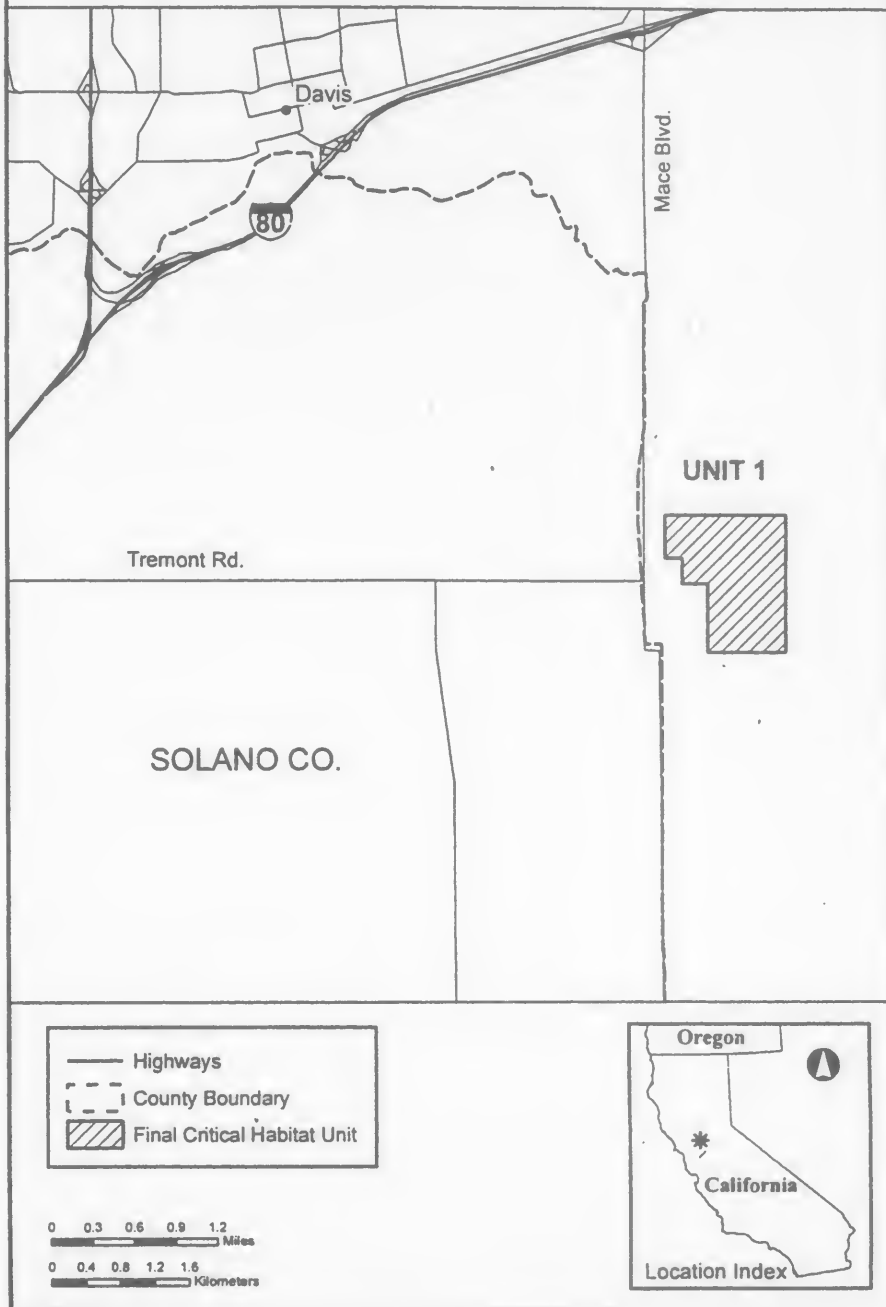 Davis
Mace Blvd.
80
UNIT 1
Tremont Rd.
SOLANO CO.
Highways
County Boundary
Final Critical Habitat Unit
0 0.3 0.6 0.9 1.2
Miles
0 0.4 0.8 1.2 1.6
Kilometers
Oregon
California
Location Index